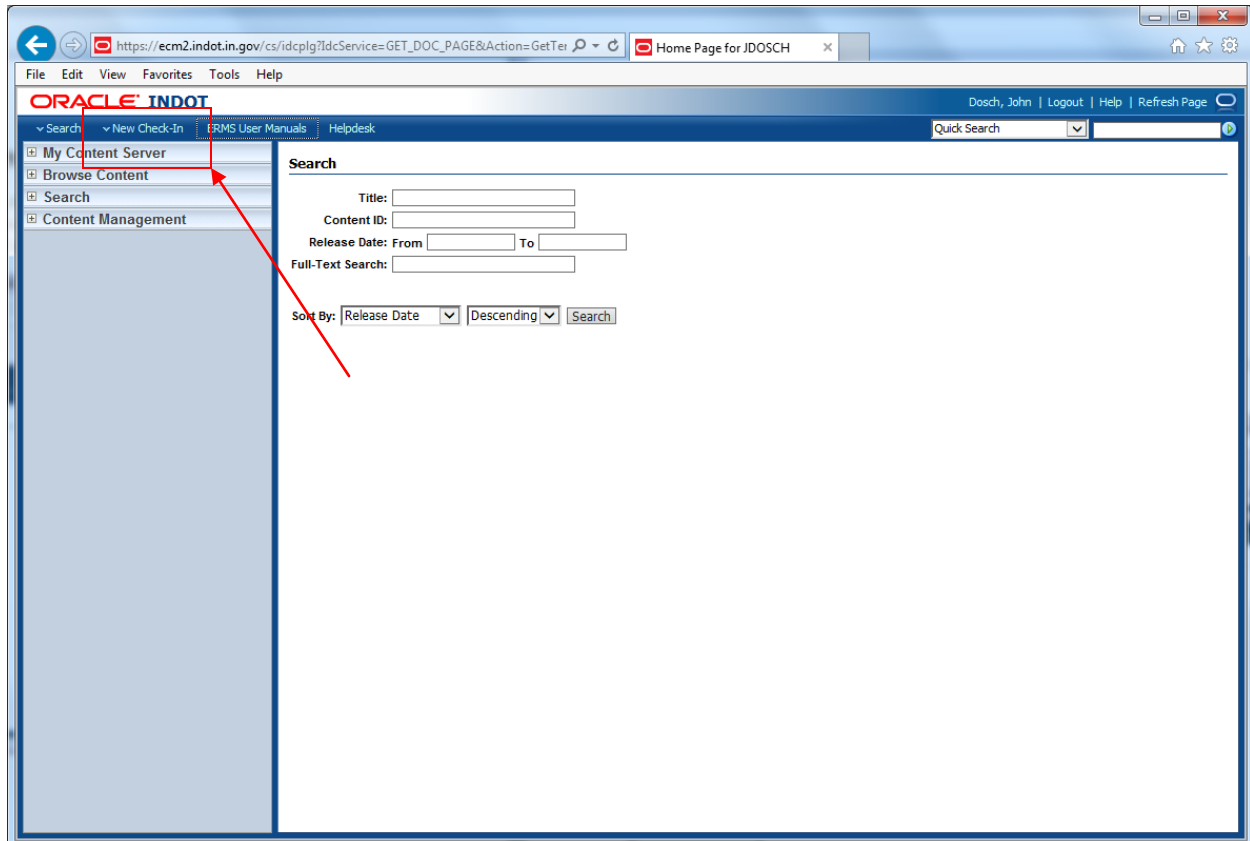 https://ecm2.indot.in.gov/cs/idcplg?IdcService=GET_DOC_PAGE&Action=GetTer
Home Page for JDOSCH
File Edit View Favorites Tools Help
ORACLE INDOT
Dosch, John | Logout | Help | Refresh Page
Search New Check-In ERMS User Manuals Helpdesk Quick Search
My Content Server
Browse Content
Search
Content Management
Search
Title:
Content ID:
Release Date: From To
Full-Text Search:
Sort By: Release Date Descending Search